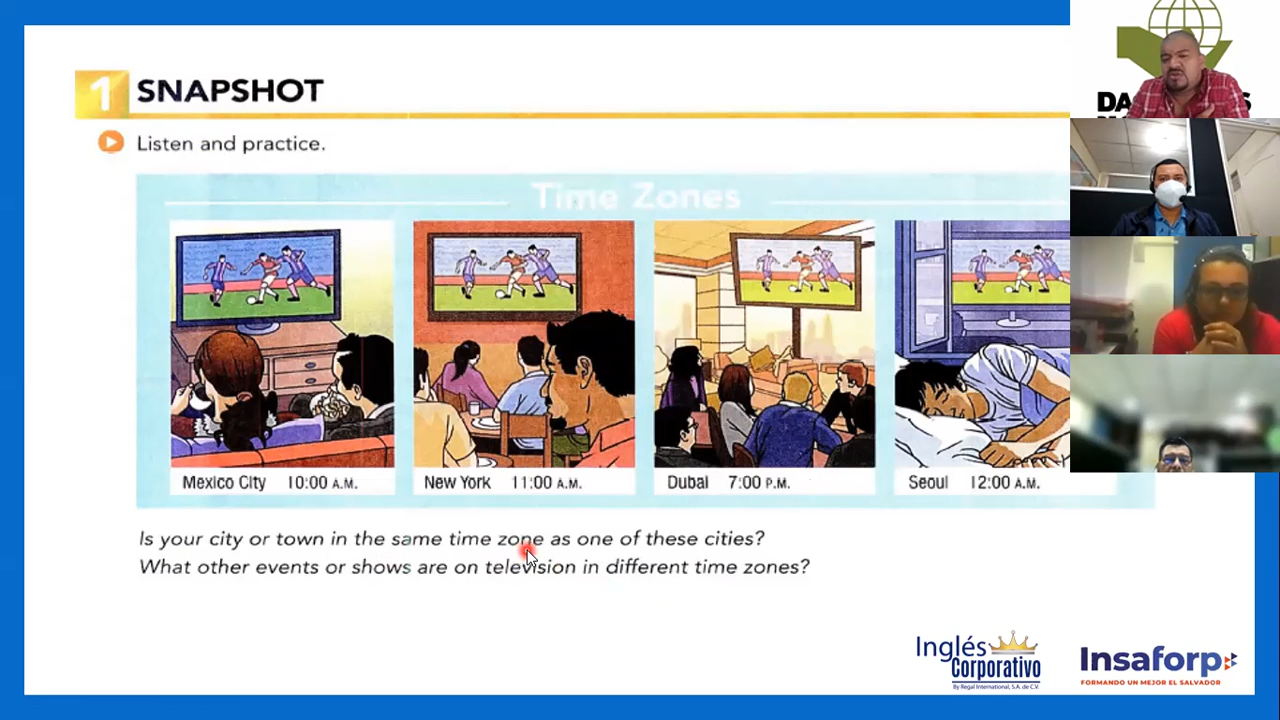 1 SNAPSHOT
Listen and practice.
Time Zones
Mexico City 10:00 A.M.
New York 11:00 A.M.
Dubai 7:00 P.M.
Seoul 12:00 A.M.
Is your city or town in the same time zone as one of these cities?
What other events or shows are on television in different time zones?
Inglés
Corporativo
By Regal International, S.A. de C.V.
Insaforp
FORMANDO UN MEJOR EL SALVADOR